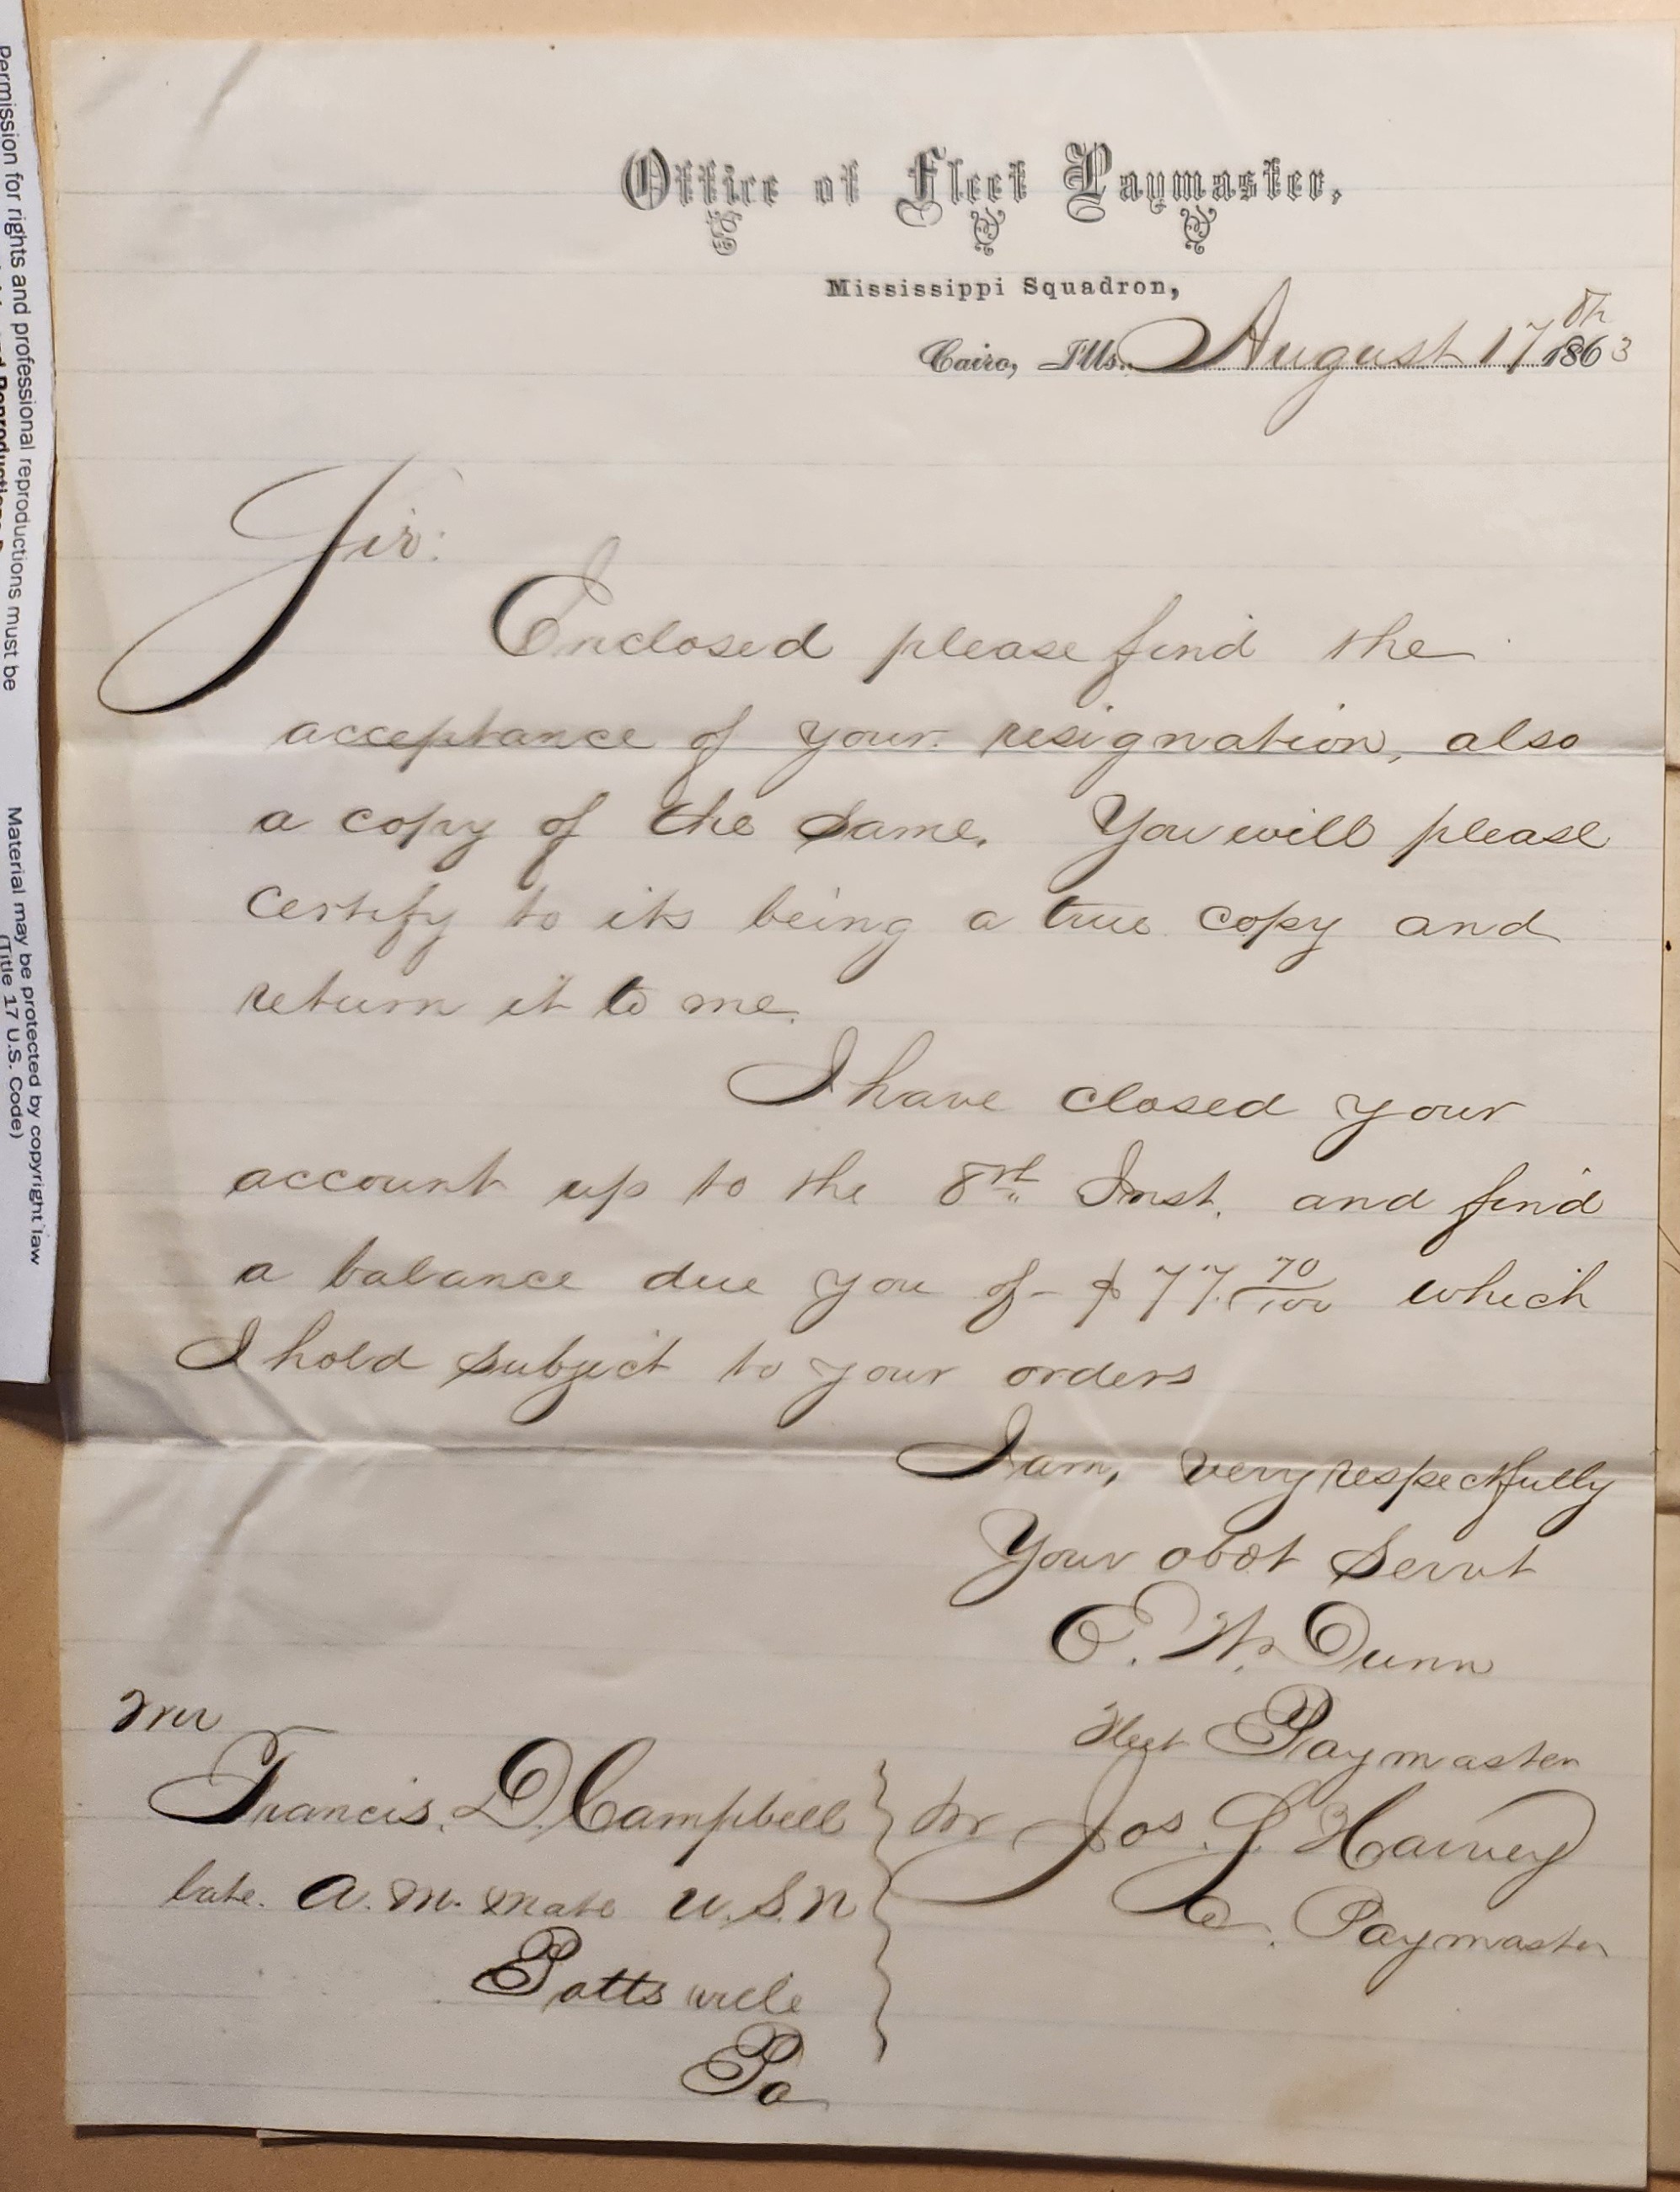 Office of Fleet Paymaster,
Mississippi Squadron,
Cairo, Ills. August 17th 1863
Sir:
Enclosed please find the
acceptance of your resignation, also
a copy of the same. You will please
certify to its being a true copy and
return it to me.
I have closed your
account up to the 8th Inst. and find
a balance due you of $77.70/100 which
I hold subject to your orders
I am, very respectfully
Your obdt Servt
E. W. Dunn
Fleet Paymaster
Jos. S. Harvey
A. Paymaster
Mr
Francis. D. Campbell
late. A. M. Mate U.S.N
Pottsville
Pa
Permission for rights and professional reproductions must be
Material may be protected by copyright law
(Title 17 U.S. Code)